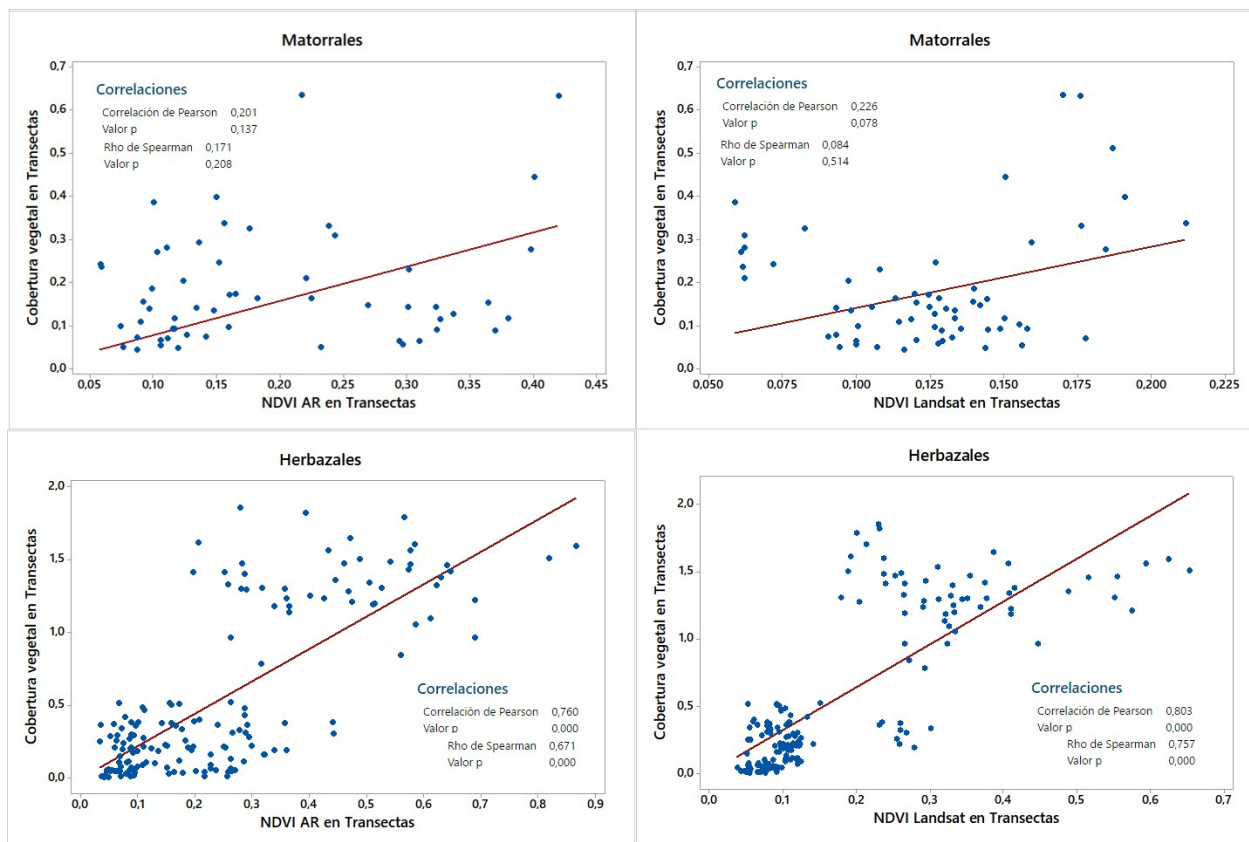 Matorrales
Cobertura vegetal en Transectas
0,7
0,6
0,5
0,4
0,3
0,2
0,1
0,0
Correlaciones
Correlación de Pearson 0,201
Valor p 0,137
Rho de Spearman 0,171
Valor p 0,208
0,05 0,10 0,15 0,20 0,25 0,30 0,35 0,40 0,45
NDVI AR en Transectas
Matorrales
Cobertura vegetal en Transectas
0,7
0,6
0,5
0,4
0,3
0,2
0,1
0,0
Correlaciones
Correlación de Pearson 0,226
Valor p 0,078
Rho de Spearman 0,084
Valor p 0,514
0,050 0,075 0,100 0,125 0,150 0,175 0,200 0,225
NDVI Landsat en Transectas
Herbazales
Cobertura vegetal en Transectas
2,0
1,5
1,0
0,5
0,0
Correlaciones
Correlación de Pearson 0,760
Valor p 0,000
Rho de Spearman 0,671
Valor p 0,000
0,0 0,1 0,2 0,3 0,4 0,5 0,6 0,7 0,8 0,9
NDVI AR en Transectas
Herbazales
Cobertura vegetal en Transectas
2,0
1,5
1,0
0,5
0,0
Correlaciones
Correlación de Pearson 0,803
Valor p 0,000
Rho de Spearman 0,757
Valor p 0,000
0,0 0,1 0,2 0,3 0,4 0,5 0,6 0,7
NDVI Landsat en Transectas